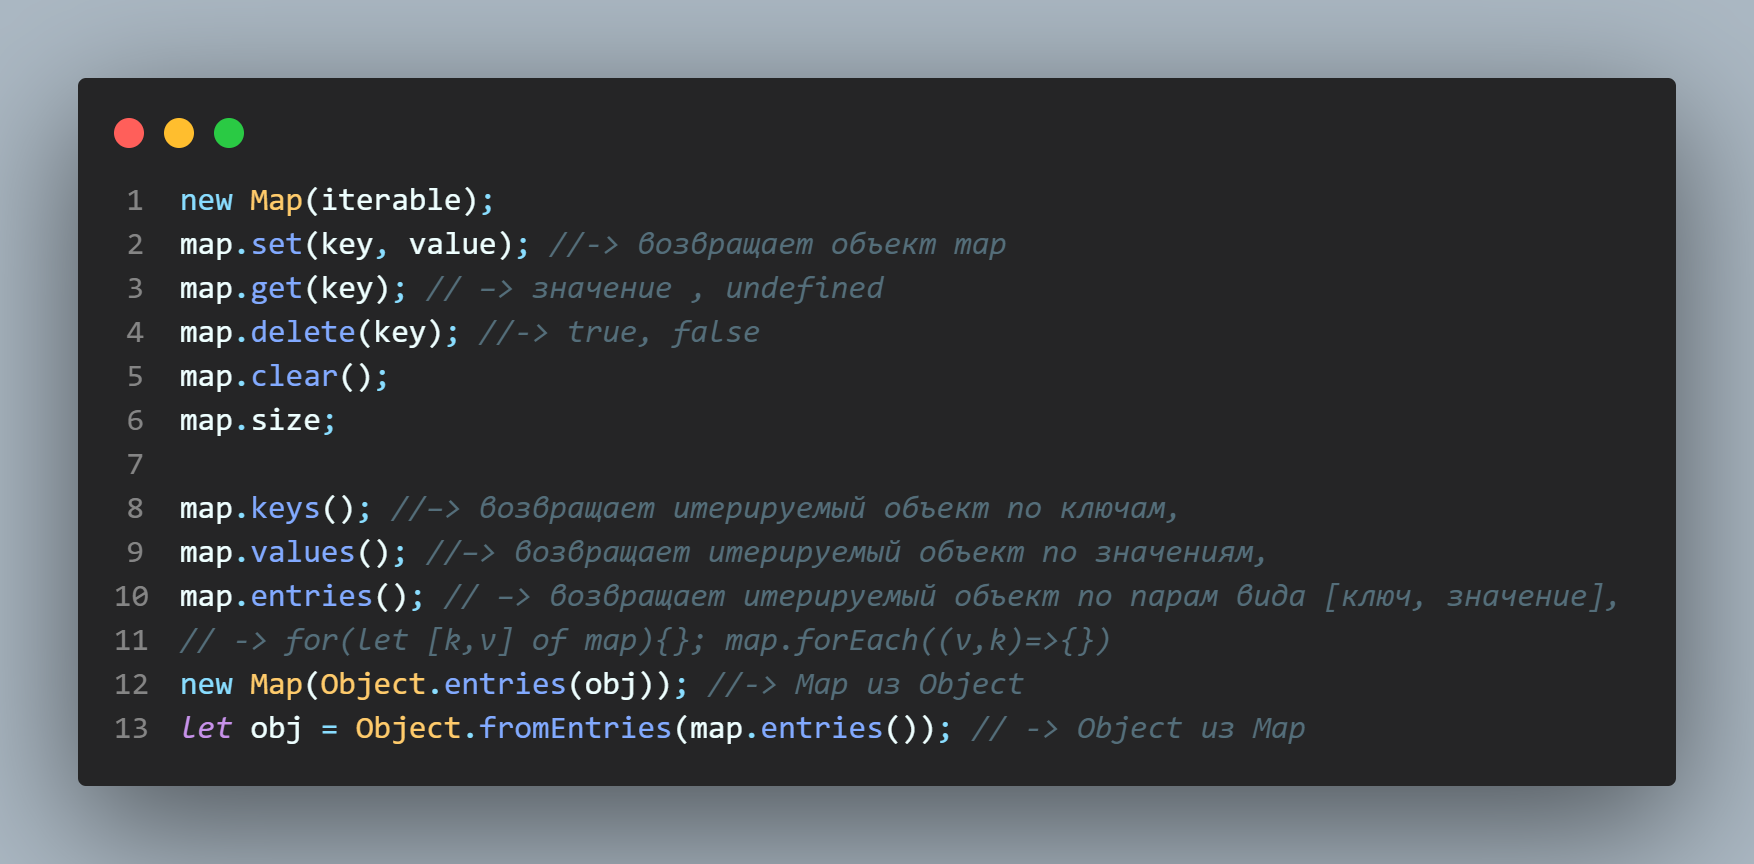 1 new Map(iterable);
2 map.set(key, value); //-> возвращает объект map
3 map.get(key); // –> значение , undefined
4 map.delete(key); //-> true, false
5 map.clear();
6 map.size;
7
8 map.keys(); //–> возвращает итерируемый объект по ключам,
9 map.values(); //–> возвращает итерируемый объект по значениям,
10 map.entries(); // –> возвращает итерируемый объект по парам вида [ключ, значение],
11 // -> for(let [k,v] of map){}; map.forEach((v,k)=>{})
12 new Map(Object.entries(obj)); //-> Map из Object
13 let obj = Object.fromEntries(map.entries()); // -> Object из Map